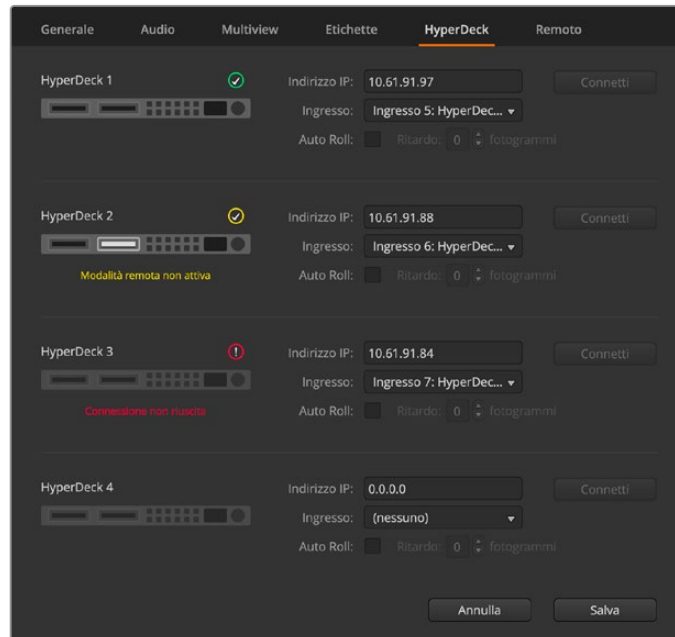 Generale Audio Multiview Etichette HyperDeck Remoto
HyperDeck 1
Indirizzo IP: 10.61.91.97 Connetti
Ingresso: Ingresso 5: HyperDec...
Auto Roll: Ritardo: 0 fotogrammi
HyperDeck 2
Indirizzo IP: 10.61.91.88 Connetti
Ingresso: Ingresso 6: HyperDec...
Modalità remota non attiva
Auto Roll: Ritardo: 0 fotogrammi
HyperDeck 3
Indirizzo IP: 10.61.91.84 Connetti
Ingresso: Ingresso 7: HyperDec...
Connessione non riuscita
Auto Roll: Ritardo: 0 fotogrammi
HyperDeck 4
Indirizzo IP: 0.0.0.0 Connetti
Ingresso: (nessuno)
Auto Roll: Ritardo: 0 fotogrammi
Annulla Salva